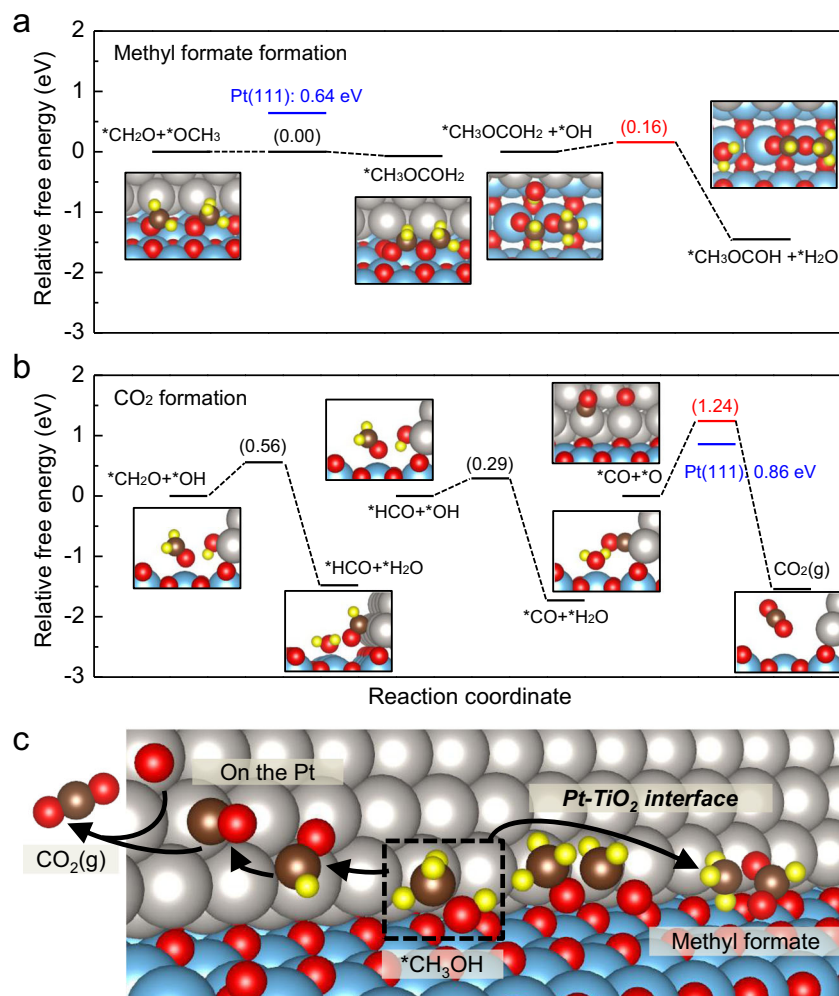 a
Relative free energy (eV)
2
1
0
-1
-2
-3
Methyl formate formation
Pt(111): 0.64 eV
*CH₂O+*OCH₃
(0.00)
*CH₃OCOH₂
*CH₃OCOH₂ +*OH
(0.16)
*CH₃OCOH +*H₂O
b
Relative free energy (eV)
2
1
0
-1
-2
-3
CO₂ formation
*CH₂O+*OH
(0.56)
*HCO+*H₂O
*HCO+*OH
(0.29)
*CO+*H₂O
*CO+*O
(1.24)
Pt(111): 0.86 eV
CO₂(g)
Reaction coordinate
c
On the Pt
Pt-TiO₂ interface
CO₂(g)
*CH₃OH
Methyl formate